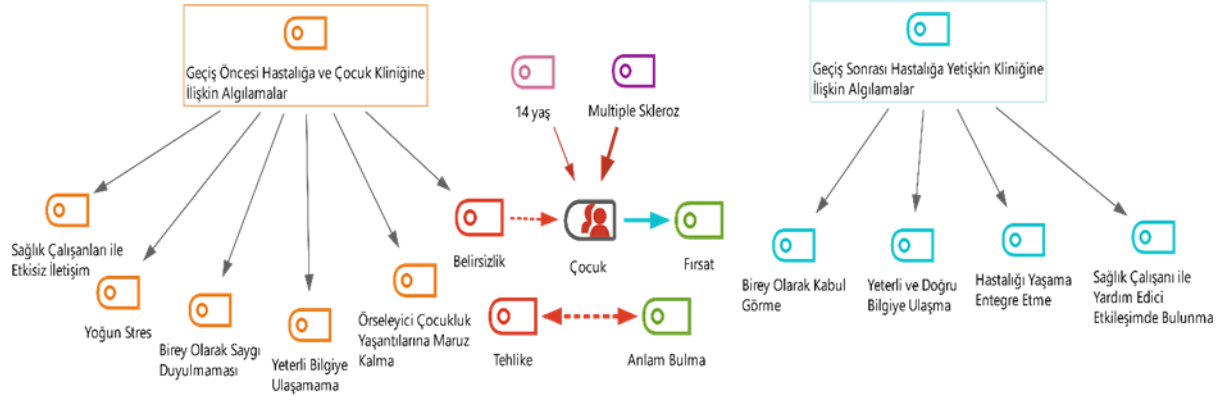 Geçiş Öncesi Hastalığa ve Çocuk Kliniğine
İlişkin Algılamalar
14 yaş
Multiple Skleroz
Geçiş Sonrası Hastalığa Yetişkin Kliniğine
İlişkin Algılamalar
Sağlık Çalışanları ile
Etkisiz İletişim
Yoğun Stres
Birey Olarak Saygı
Duyulmaması
Yeterli Bilgiye
Ulaşamama
Örseleyici Çocukluk
Yaşantılarına Maruz
Kalma
Belirsizlik
Çocuk
Fırsat
Tehlike
Anlam Bulma
Birey Olarak Kabul
Görme
Yeterli ve Doğru
Bilgiye Ulaşma
Hastalığı Yaşama
Entegre Etme
Sağlık Çalışanı ile
Yardım Edici
Etkileşimde Bulunma